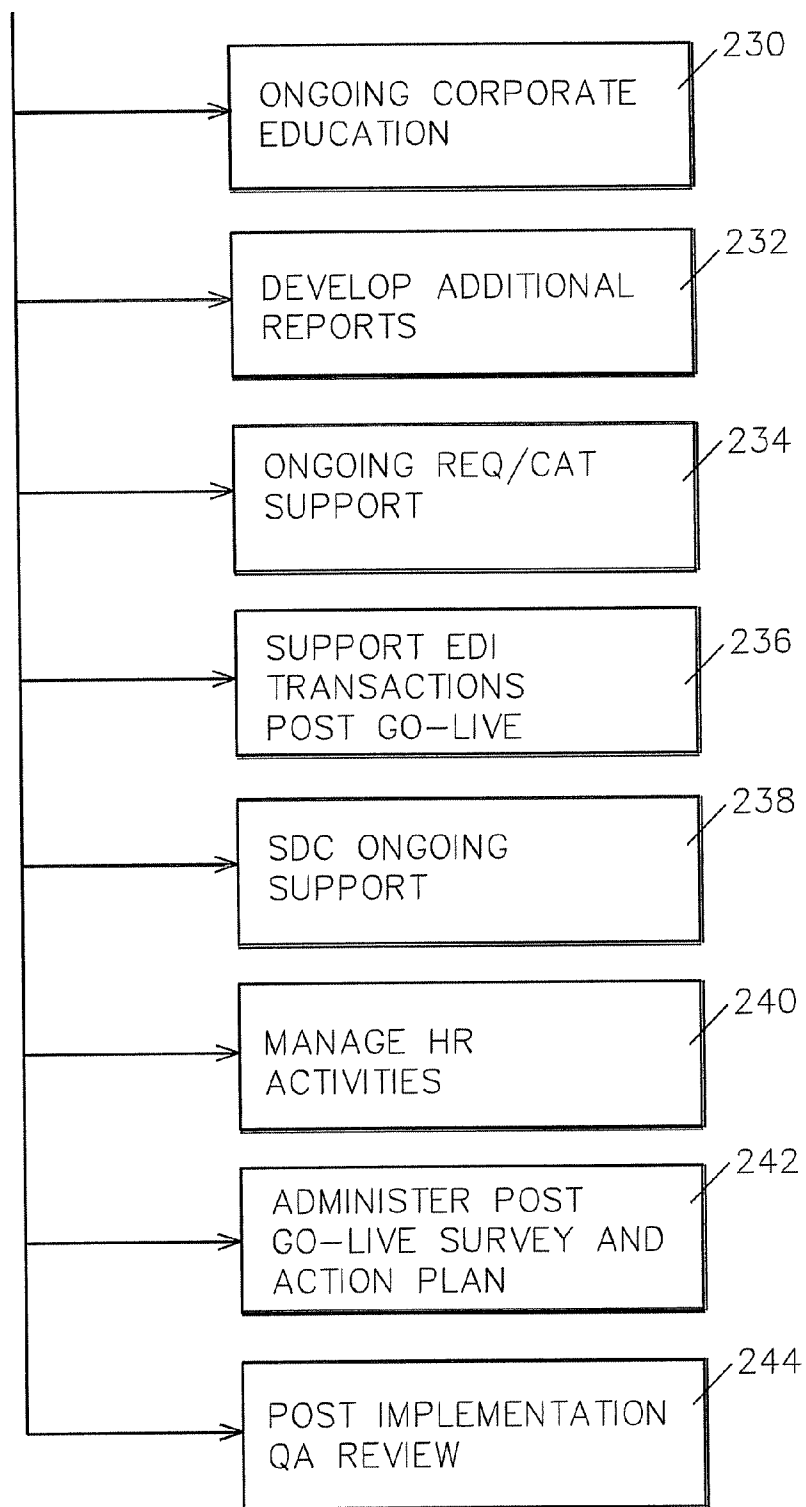 230
ONGOING CORPORATE
EDUCATION
232
DEVELOP ADDITIONAL
REPORTS
234
ONGOING REQ/CAT
SUPPORT
236
SUPPORT EDI
TRANSACTIONS
POST GO-LIVE
238
SDC ONGOING
SUPPORT
240
MANAGE HR
ACTIVITIES
242
ADMINISTER POST
GO-LIVE SURVEY AND
ACTION PLAN
244
POST IMPLEMENTATION
QA REVIEW